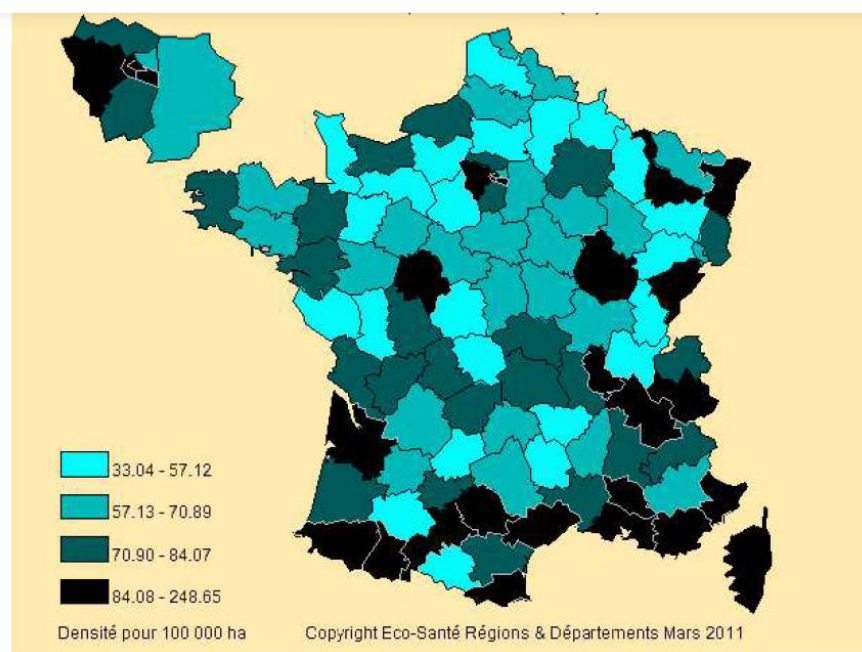 33.04 - 57.12
57.13 - 70.89
70.90 - 84.07
84.08 - 248.65
Densité pour 100 000 ha
Copyright Eco-Santé Régions & Départements Mars 2011